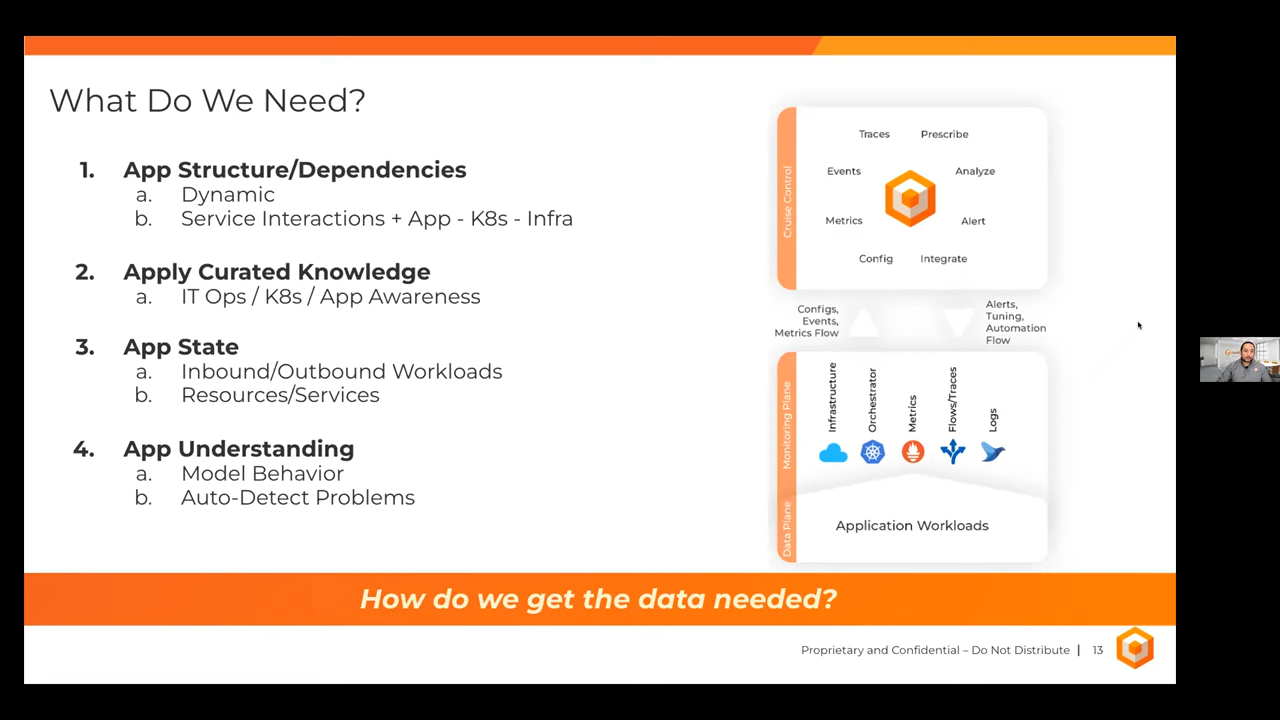 What Do We Need?
1. App Structure/Dependencies
a. Dynamic
b. Service Interactions + App - K8s - Infra
2. Apply Curated Knowledge
a. IT Ops / K8s / App Awareness
3. App State
a. Inbound/Outbound Workloads
b. Resources/Services
4. App Understanding
a. Model Behavior
b. Auto-Detect Problems
Cruise Control
Traces Prescribe
Events Analyze
Metrics Alert
Config Integrate
Configs,
Events,
Metrics Flow
Alerts,
Tuning,
Automation
Flow
Monitoring Plane
Infrastructure
Orchestrator
Metrics
Flows/Traces
Logs
Data Plane
Application Workloads
How do we get the data needed?
Proprietary and Confidential – Do Not Distribute | 13